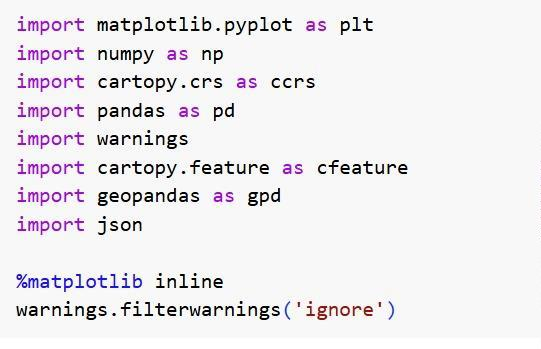 import matplotlib.pyplot as plt
import numpy as np
import cartopy.crs as ccrs
import pandas as pd
import warnings
import cartopy.feature as cfeature
import geopandas as gpd
import json
%matplotlib inline
warnings.filterwarnings('ignore')